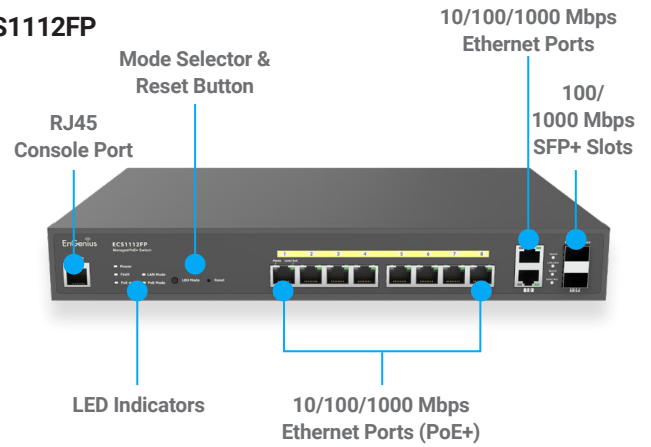 S1112FP
10/100/1000 Mbps
Ethernet Ports
Mode Selector &
Reset Button
100/
1000 Mbps
SFP+ Slots
RJ45
Console Port
EnGenius
ECS1112FP
Managed PoE+ Switch
Power
Fault
LAN Mode
PoE Mode
LED Mode
Reset
1 2 3 4 5 6 7 8
LED Indicators
10/100/1000 Mbps
Ethernet Ports (PoE+)